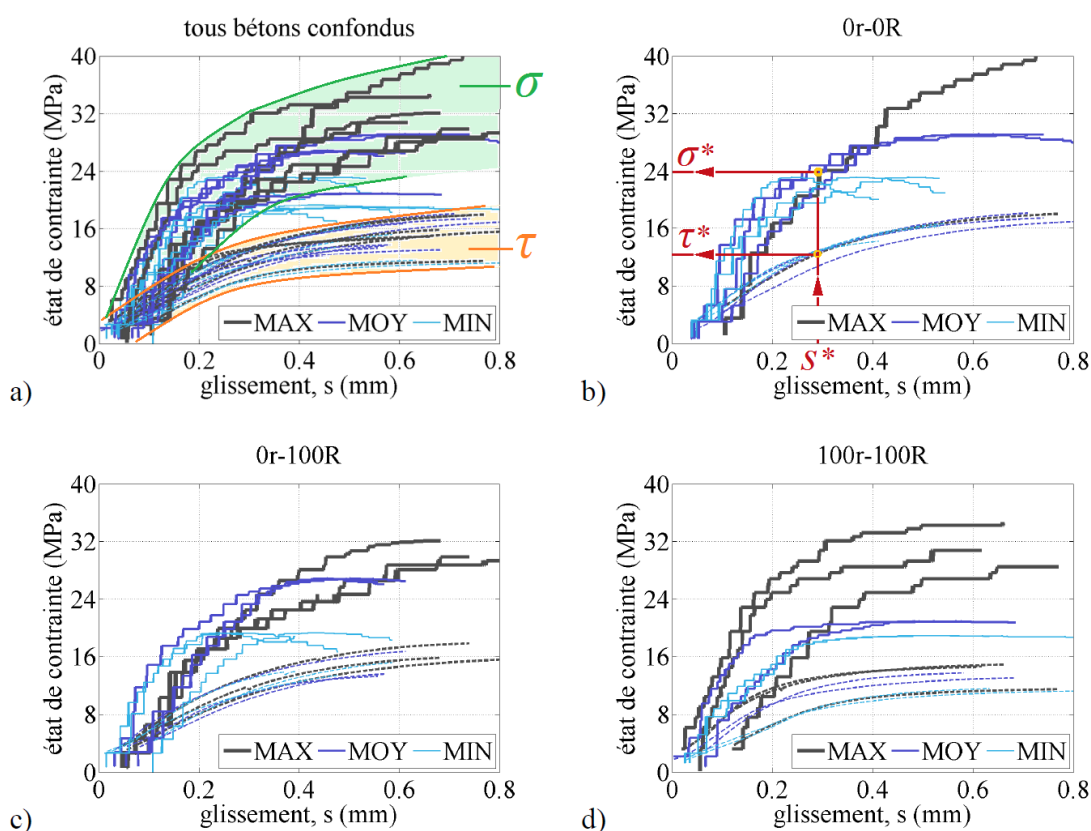 tous bétons confondus
état de contrainte (MPa)
40
32
24
16
8
0
σ
τ
MAX MOY MIN
0 0.2 0.4 0.6 0.8
glissement, s (mm)
a)
0r-0R
état de contrainte (MPa)
40
32
24
16
8
0
σ*
τ*
MAX MOY MIN
0 0.2 0.4 0.6 0.8
s*
glissement, s (mm)
b)
0r-100R
état de contrainte (MPa)
40
32
24
16
8
0
MAX MOY MIN
0 0.2 0.4 0.6 0.8
glissement, s (mm)
c)
100r-100R
état de contrainte (MPa)
40
32
24
16
8
0
MAX MOY MIN
0 0.2 0.4 0.6 0.8
glissement, s (mm)
d)